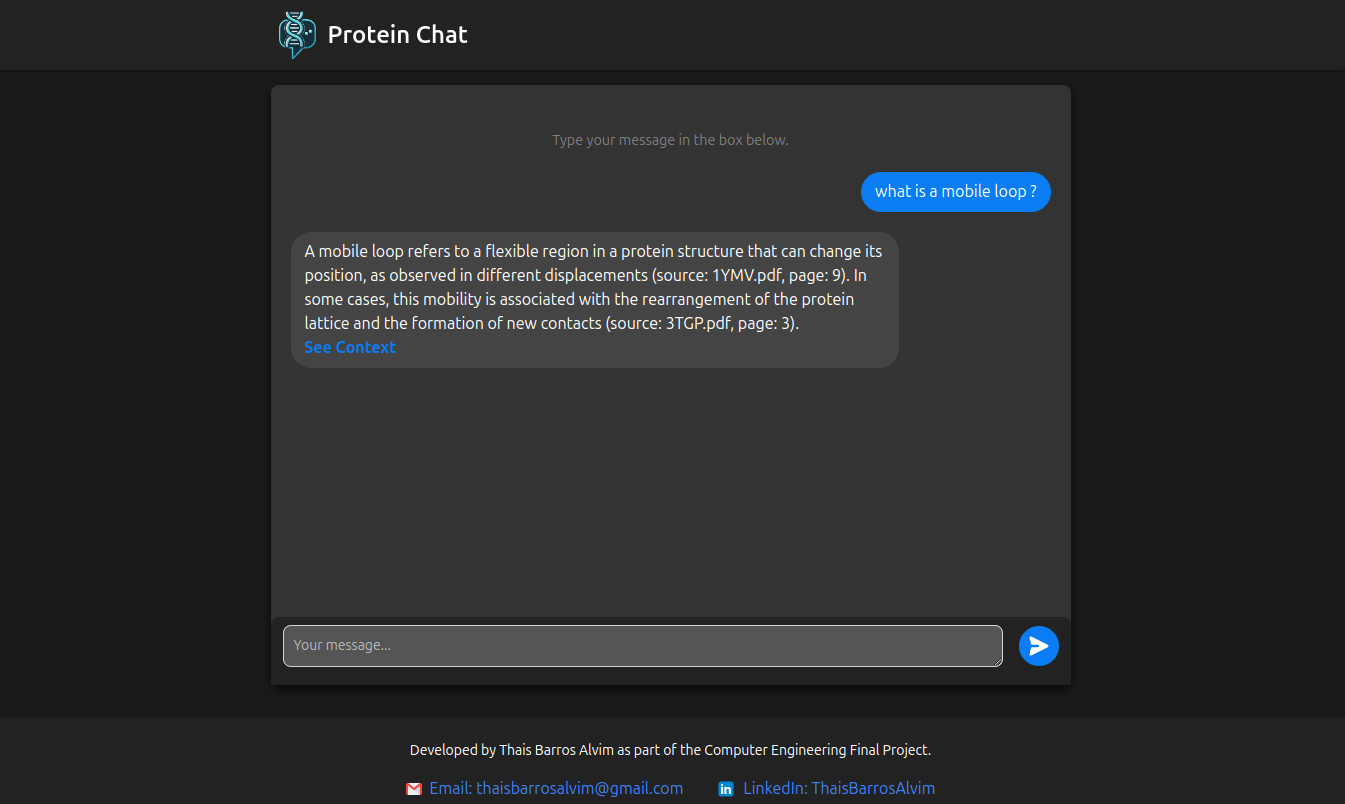 Protein Chat
Type your message in the box below.
what is a mobile loop ?
A mobile loop refers to a flexible region in a protein structure that can change its
position, as observed in different displacements (source: 1YMV.pdf, page: 9). In
some cases, this mobility is associated with the rearrangement of the protein
lattice and the formation of new contacts (source: 3TGP.pdf, page: 3).
See Context
Your message...
Developed by Thais Barros Alvim as part of the Computer Engineering Final Project.
Email: thaisbarrosalvim@gmail.com
LinkedIn: ThaisBarrosAlvim